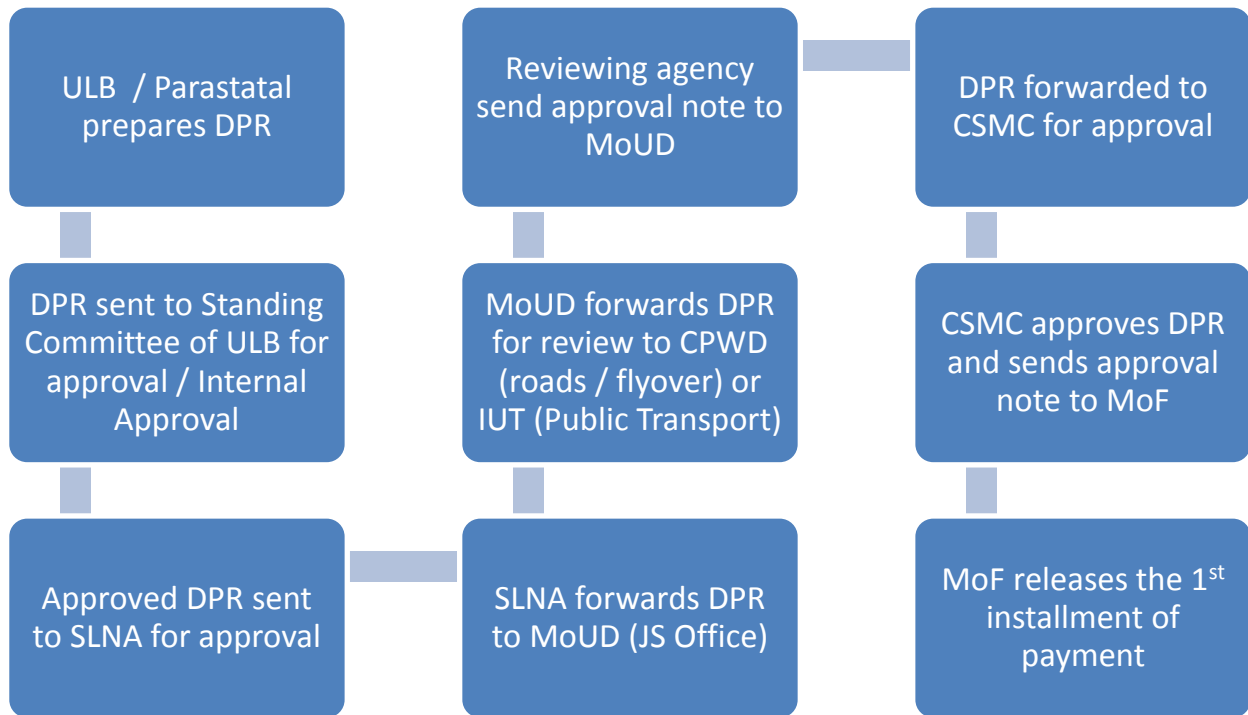 ULB / Parastatal
prepares DPR
DPR sent to Standing
Committee of ULB for
approval / Internal
Approval
Approved DPR sent
to SLNA for approval
SLNA forwards DPR
to MoUD (JS Office)
MoUD forwards DPR
for review to CPWD
(roads / flyover) or
IUT (Public Transport)
Reviewing agency
send approval note to
MoUD
DPR forwarded to
CSMC for approval
CSMC approves DPR
and sends approval
note to MoF
MoF releases the 1st
installment of
payment